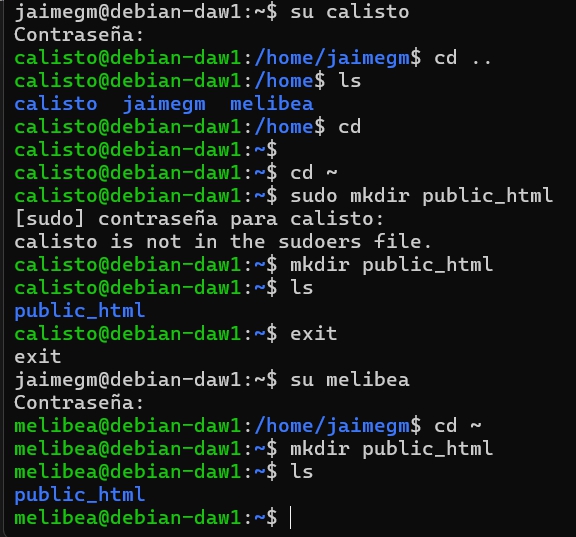 jaimegm@debian-daw1:~$ su calisto
Contraseña:
calisto@debian-daw1:/home/jaimegm$ cd ..
calisto@debian-daw1:/home$ ls
calisto  jaimegm  melibea
calisto@debian-daw1:/home$ cd
calisto@debian-daw1:~$
calisto@debian-daw1:~$ cd ~
calisto@debian-daw1:~$ sudo mkdir public_html
[sudo] contraseña para calisto:
calisto is not in the sudoers file.
calisto@debian-daw1:~$ mkdir public_html
calisto@debian-daw1:~$ ls
public_html
calisto@debian-daw1:~$ exit
exit
jaimegm@debian-daw1:~$ su melibea
Contraseña:
melibea@debian-daw1:/home/jaimegm$ cd ~
melibea@debian-daw1:~$ mkdir public_html
melibea@debian-daw1:~$ ls
public_html
melibea@debian-daw1:~$